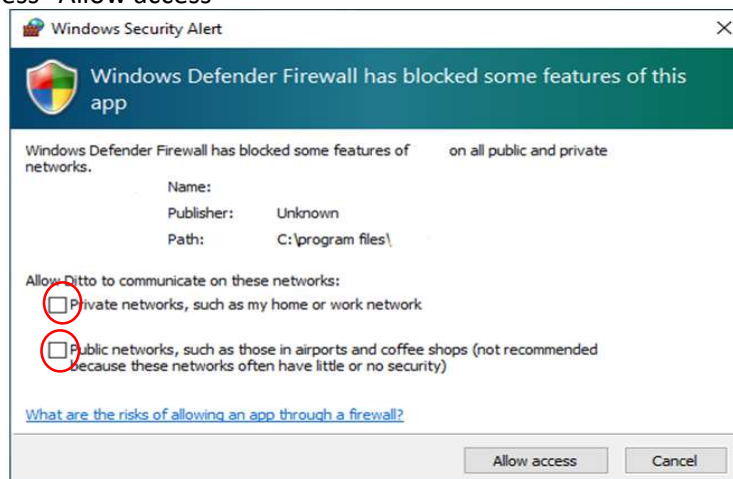 Allow access
Windows Security Alert
Windows Defender Firewall has blocked some features of this
app
Windows Defender Firewall has blocked some features of on all public and private
networks.
Name:
Publisher: Unknown
Path: C:\program files\
Allow Ditto to communicate on these networks:
Private networks, such as my home or work network
Public networks, such as those in airports and coffee shops (not recommended
because these networks often have little or no security)
What are the risks of allowing an app through a firewall?
Allow access Cancel